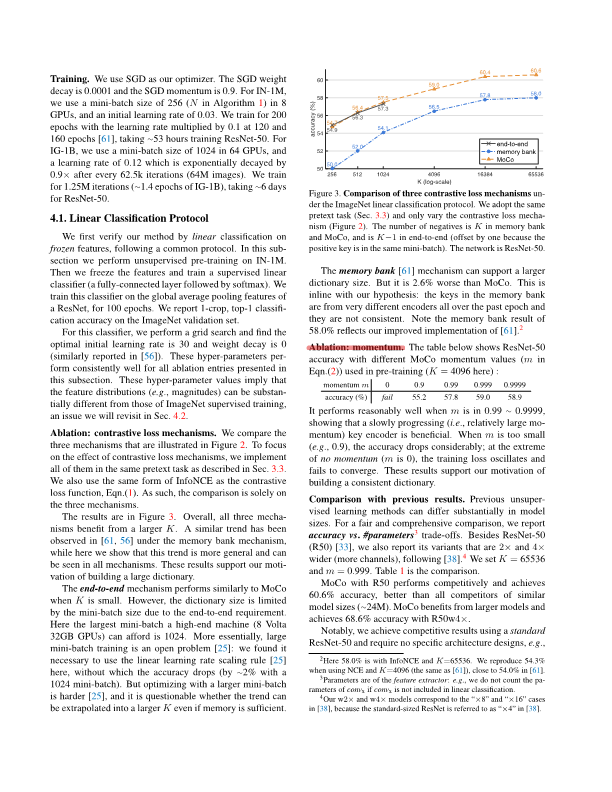 Training. We use SGD as our optimizer. The SGD weight
decay is 0.0001 and the SGD momentum is 0.9. For IN-1M,
we use a mini-batch size of 256 (N in Algorithm 1) in 8
GPUs, and an initial learning rate of 0.03. We train for 200
epochs with the learning rate multiplied by 0.1 at 120 and
160 epochs [61], taking ~53 hours training ResNet-50. For
IG-1B, we use a mini-batch size of 1024 in 64 GPUs, and
a learning rate of 0.12 which is exponentially decayed by
0.9× after every 62.5k iterations (64M images). We train
for 1.25M iterations (~1.4 epochs of IG-1B), taking ~6 days
for ResNet-50.
4.1. Linear Classification Protocol
We first verify our method by linear classification on
frozen features, following a common protocol. In this sub-
section we perform unsupervised pre-training on IN-1M.
Then we freeze the features and train a supervised linear
classifier (a fully-connected layer followed by softmax). We
train this classifier on the global average pooling features of
a ResNet, for 100 epochs. We report 1-crop, top-1 classifi-
cation accuracy on the ImageNet validation set.
For this classifier, we perform a grid search and find the
optimal initial learning rate is 30 and weight decay is 0
(similarly reported in [56]). These hyper-parameters per-
form consistently well for all ablation entries presented in
this subsection. These hyper-parameter values imply that
the feature distributions (e.g., magnitudes) can be substan-
tially different from those of ImageNet supervised training,
an issue we will revisit in Sec. 4.2.
Ablation: contrastive loss mechanisms. We compare the
three mechanisms that are illustrated in Figure 2. To focus
on the effect of contrastive loss mechanisms, we implement
all of them in the same pretext task as described in Sec. 3.3.
We also use the same form of InfoNCE as the contrastive
loss function, Eqn.(1). As such, the comparison is solely on
the three mechanisms.
The results are in Figure 3. Overall, all three mecha-
nisms benefit from a larger K. A similar trend has been
observed in [61, 56] under the memory bank mechanism,
while here we show that this trend is more general and can
be seen in all mechanisms. These results support our moti-
vation of building a large dictionary.
The end-to-end mechanism performs similarly to MoCo
when K is small. However, the dictionary size is limited
by the mini-batch size due to the end-to-end requirement.
Here the largest mini-batch a high-end machine (8 Volta
32GB GPUs) can afford is 1024. More essentially, large
mini-batch training is an open problem [25]: we found it
necessary to use the linear learning rate scaling rule [25]
here, without which the accuracy drops (by ~2% with a
1024 mini-batch). But optimizing with a larger mini-batch
is harder [25], and it is questionable whether the trend can
be extrapolated into a larger K even if memory is sufficient.
60.4 60.6
59.0
57.5
56.4
57.3
56.3
54.9
57.8 58.0
56.5
54.1
52.0
50.0
60
58
56
54
52
50
accuracy (%)
256 512 1024 4096 16384 65536
K (log-scale)
end-to-end
memory bank
MoCo
Figure 3. Comparison of three contrastive loss mechanisms un-
der the ImageNet linear classification protocol. We adopt the same
pretext task (Sec. 3.3) and only vary the contrastive loss mecha-
nism (Figure 2). The number of negatives is K in memory bank
and MoCo, and is K−1 in end-to-end (offset by one because the
positive key is in the same mini-batch). The network is ResNet-50.
The memory bank [61] mechanism can support a larger
dictionary size. But it is 2.6% worse than MoCo. This is
inline with our hypothesis: the keys in the memory bank
are from very different encoders all over the past epoch and
they are not consistent. Note the memory bank result of
58.0% reflects our improved implementation of [61].2
Ablation: momentum. The table below shows ResNet-50
accuracy with different MoCo momentum values (m in
Eqn.(2)) used in pre-training (K = 4096 here) :
momentum m 0 0.9 0.99 0.999 0.9999
accuracy (%) fail 55.2 57.8 59.0 58.9
It performs reasonably well when m is in 0.99 ~ 0.9999,
showing that a slowly progressing (i.e., relatively large mo-
mentum) key encoder is beneficial. When m is too small
(e.g., 0.9), the accuracy drops considerably; at the extreme
of no momentum (m is 0), the training loss oscillates and
fails to converge. These results support our motivation of
building a consistent dictionary.
Comparison with previous results. Previous unsuper-
vised learning methods can differ substantially in model
sizes. For a fair and comprehensive comparison, we report
accuracy vs. #parameters3 trade-offs. Besides ResNet-50
(R50) [33], we also report its variants that are 2× and 4×
wider (more channels), following [38].4 We set K = 65536
and m = 0.999. Table 1 is the comparison.
MoCo with R50 performs competitively and achieves
60.6% accuracy, better than all competitors of similar
model sizes (~24M). MoCo benefits from larger models and
achieves 68.6% accuracy with R50w4×.
Notably, we achieve competitive results using a standard
ResNet-50 and require no specific architecture designs, e.g.,
2Here 58.0% is with InfoNCE and K=65536. We reproduce 54.3%
when using NCE and K=4096 (the same as [61]), close to 54.0% in [61].
3Parameters are of the feature extractor: e.g., we do not count the pa-
rameters of convx if convx is not included in linear classification.
4Our w2× and w4× models correspond to the “×8” and “×16” cases
in [38], because the standard-sized ResNet is referred to as “×4” in [38].